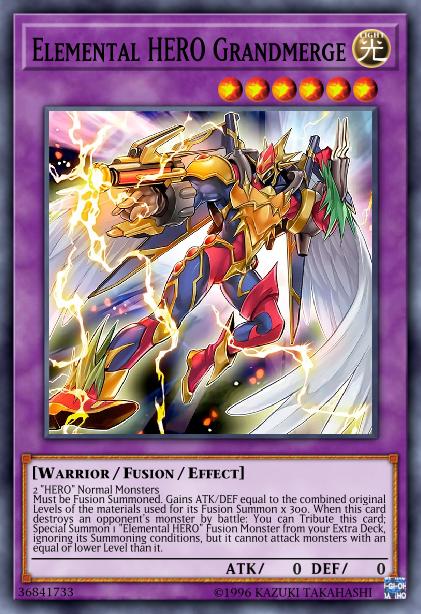 Elemental HERO Grandmerge
LIGHT
光
[Warrior / Fusion / Effect]
2 "HERO" Normal Monsters
Must be Fusion Summoned. Gains ATK/DEF equal to the combined original
Levels of the materials used for its Fusion Summon x 300. When this card
destroys an opponent's monster by battle: You can Tribute this card;
Special Summon 1 "Elemental HERO" Fusion Monster from your Extra Deck,
ignoring its Summoning conditions, but it cannot attack monsters with an
equal or lower Level than it.
ATK/ 0 DEF/ 0
36841733 ©1996 KAZUKI TAKAHASHI